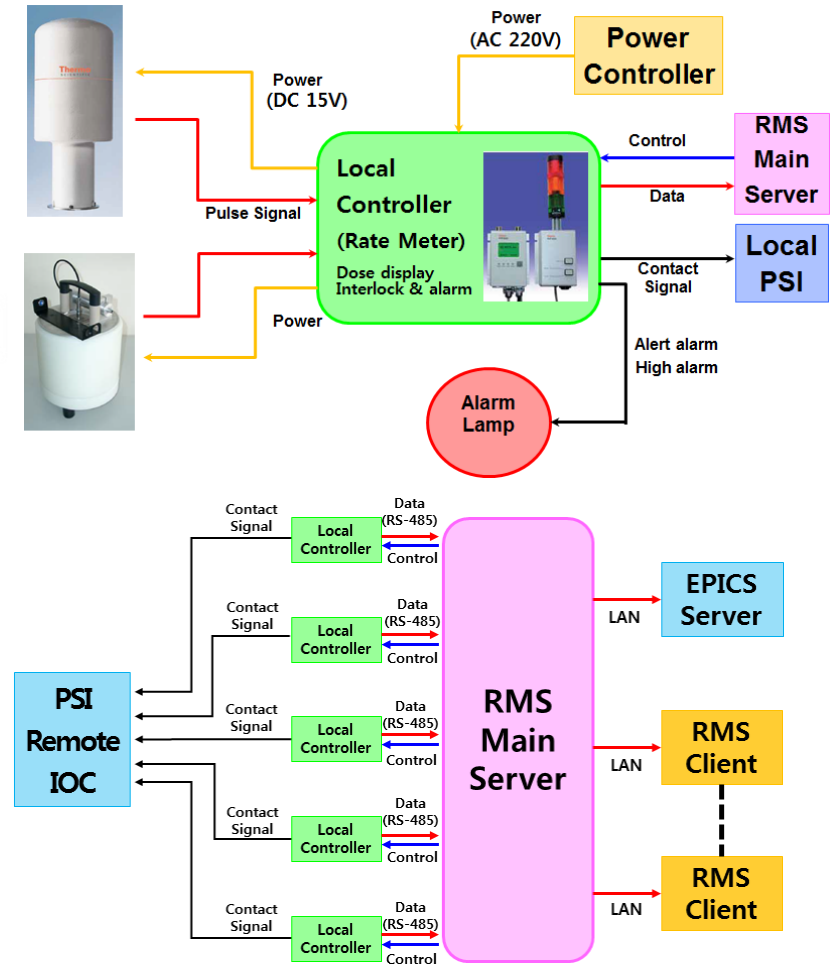 Thermo
SCIENTIFIC
Power
(DC 15V)
Pulse Signal
Power
Power
(AC 220V)
Power
Controller
Local
Controller
(Rate Meter)
Dose display
Interlock & alarm
Control
Data
RMS
Main
Server
Contact
Signal
Local
PSI
Alert alarm
High alarm
Alarm
Lamp
PSI
Remote
IOC
Contact
Signal
Local
Controller
Data
(RS-485)
Control
Contact
Signal
Local
Controller
Data
(RS-485)
Control
Contact
Signal
Local
Controller
Data
(RS-485)
Control
Contact
Signal
Local
Controller
Data
(RS-485)
Control
Contact
Signal
Local
Controller
Data
(RS-485)
Control
RMS
Main
Server
LAN
EPICS
Server
LAN
RMS
Client
LAN
RMS
Client